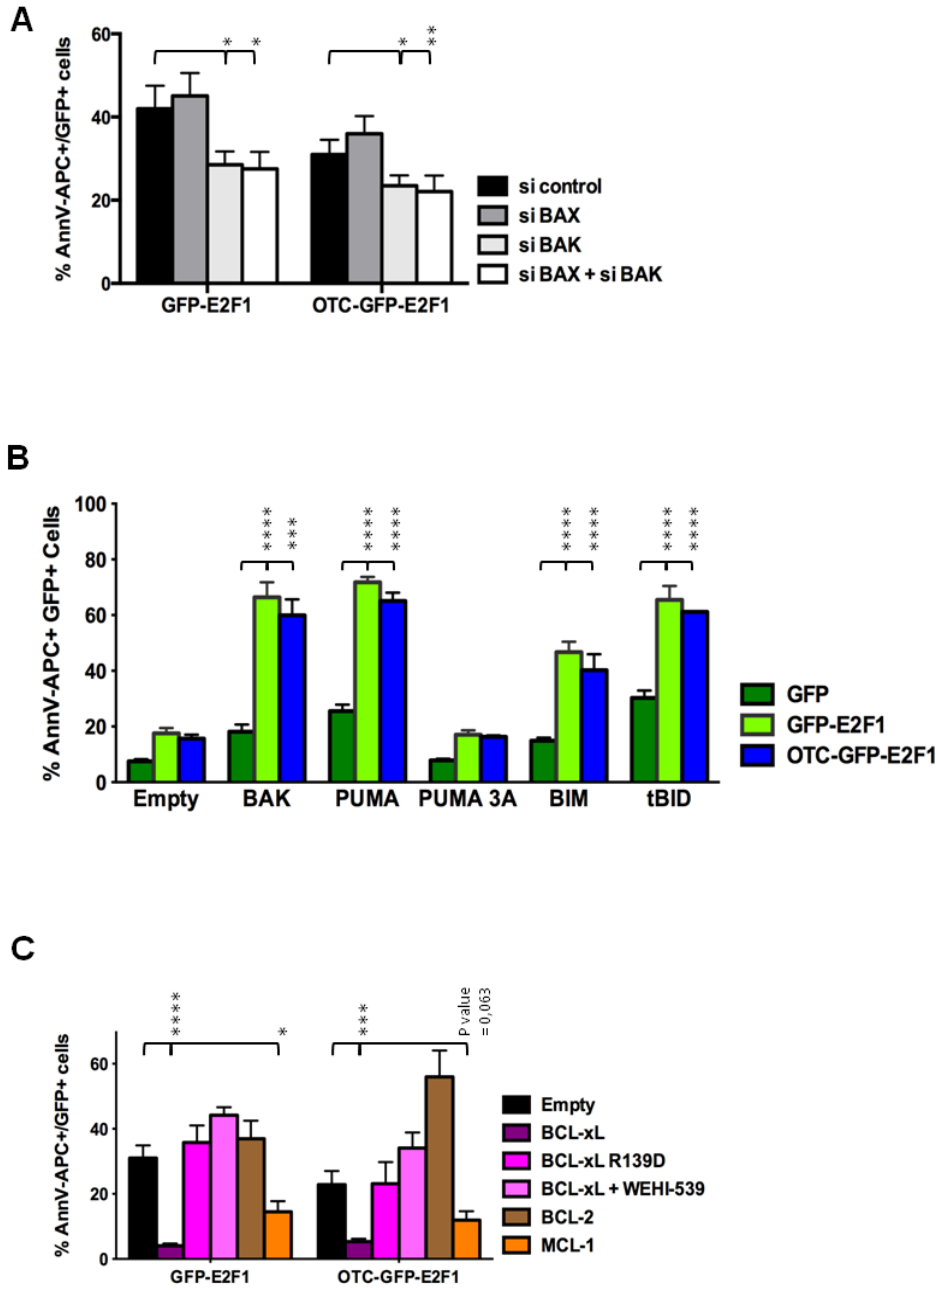 A
% AnnV-APC+/GFP+ cells
60
40
20
0
*
*
*
**
GFP-E2F1
OTC-GFP-E2F1
si control
si BAX
si BAK
si BAX + si BAK
B
% AnnV-APC+ GFP+ Cells
100
80
60
40
20
0
****
***
****
****
****
****
****
****
Empty
BAK
PUMA
PUMA 3A
BIM
tBID
GFP
GFP-E2F1
OTC-GFP-E2F1
C
% AnnV-APC+/GFP+ cells
60
40
20
0
****
*
***
P value
= 0,063
GFP-E2F1
OTC-GFP-E2F1
Empty
BCL-xL
BCL-xL R139D
BCL-xL + WEHI-539
BCL-2
MCL-1